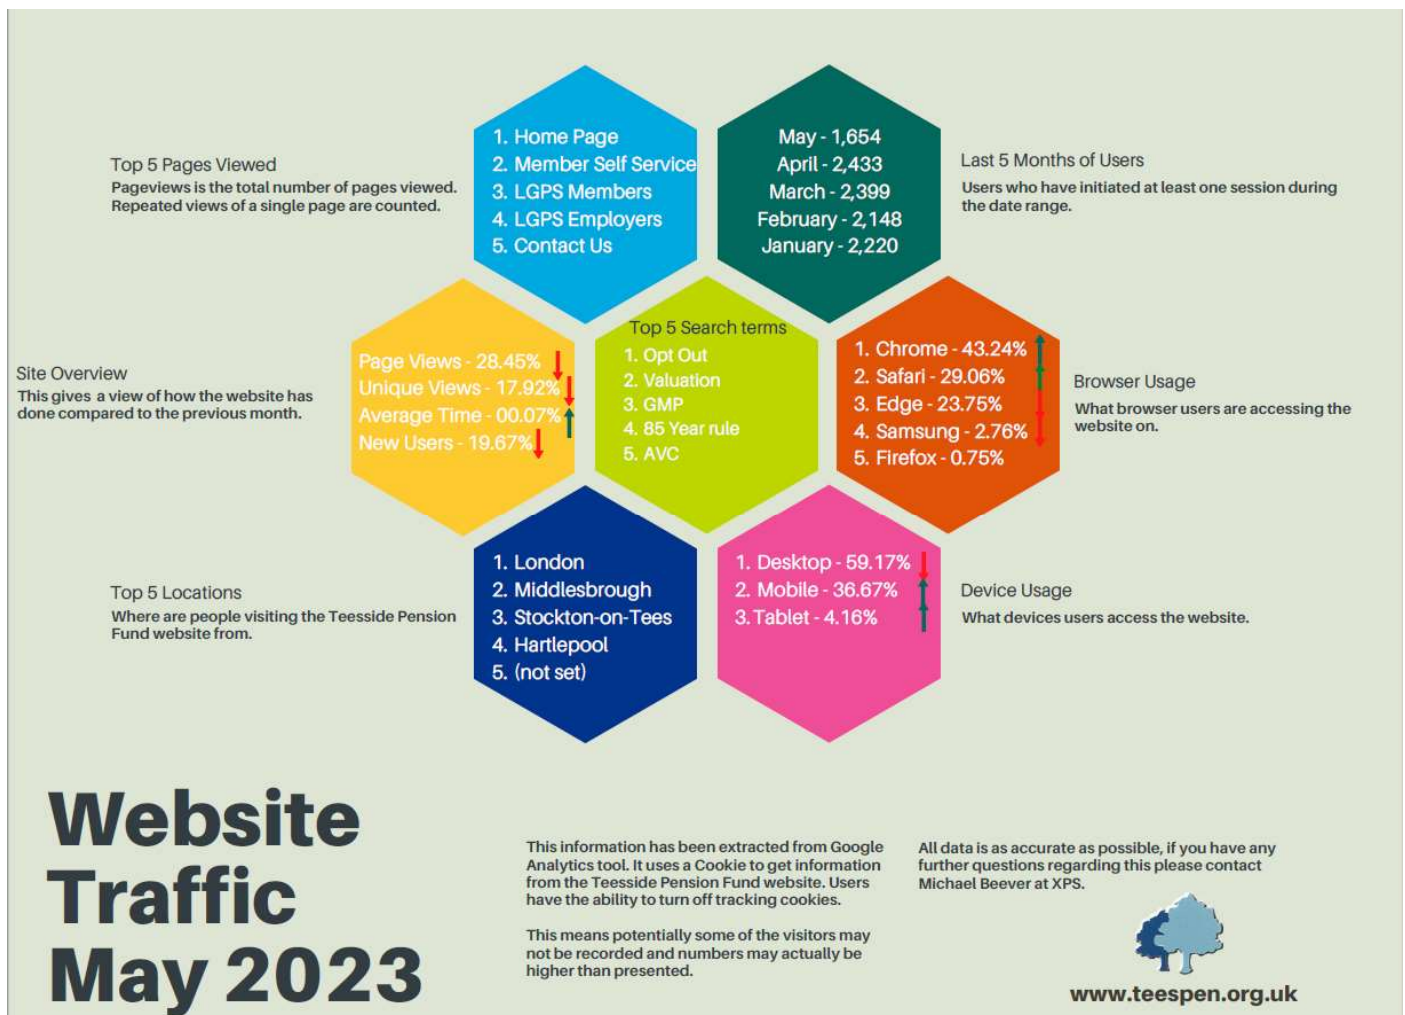 Top 5 Pages Viewed
Pageviews is the total number of pages viewed.
Repeated views of a single page are counted.
1. Home Page
2. Member Self Service
3. LGPS Members
4. LGPS Employers
5. Contact Us
May - 1,654
April - 2,433
March - 2,399
February - 2,148
January - 2,220
Last 5 Months of Users
Users who have initiated at least one session during
the date range.
Site Overview
This gives a view of how the website has
done compared to the previous month.
Page Views - 28.45%
Unique Views - 17.92%
Average Time - 00.07%
New Users - 19.67%
Top 5 Search terms
1. Opt Out
2. Valuation
3. GMP
4. 85 Year rule
5. AVC
1. Chrome - 43.24%
2. Safari - 29.06%
3. Edge - 23.75%
4. Samsung - 2.76%
5. Firefox - 0.75%
Browser Usage
What browser users are accessing the
website on.
Top 5 Locations
Where are people visiting the Teesside Pension
Fund website from.
1. London
2. Middlesbrough
3. Stockton-on-Tees
4. Hartlepool
5. (not set)
1. Desktop - 59.17%
2. Mobile - 36.67%
3. Tablet - 4.16%
Device Usage
What devices users access the website.
Website
Traffic
May 2023
This information has been extracted from Google
Analytics tool. It uses a Cookie to get information
from the Teesside Pension Fund website. Users
have the ability to turn off tracking cookies.
This means potentially some of the visitors may
not be recorded and numbers may actually be
higher than presented.
All data is as accurate as possible, if you have any
further questions regarding this please contact
Michael Beever at XPS.
www.teespen.org.uk